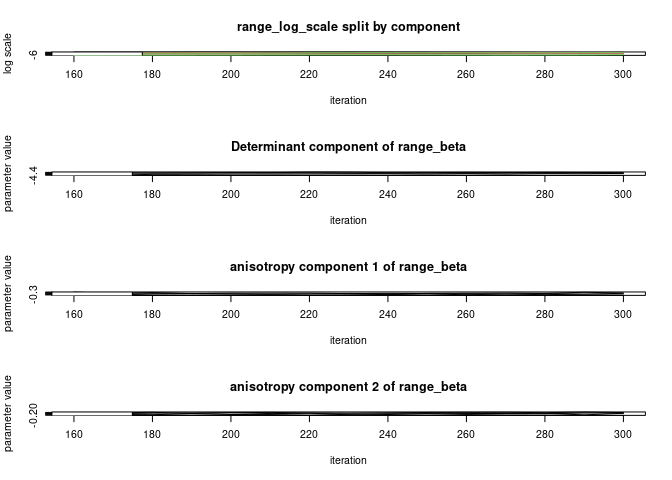 range_log_scale split by component
log scale
-6
160 180 200 220 240 260 280 300
iteration
Determinant component of range_beta
parameter value
-4.4
160 180 200 220 240 260 280 300
iteration
anisotropy component 1 of range_beta
parameter value
-0.3
160 180 200 220 240 260 280 300
iteration
anisotropy component 2 of range_beta
parameter value
-0.20
160 180 200 220 240 260 280 300
iteration